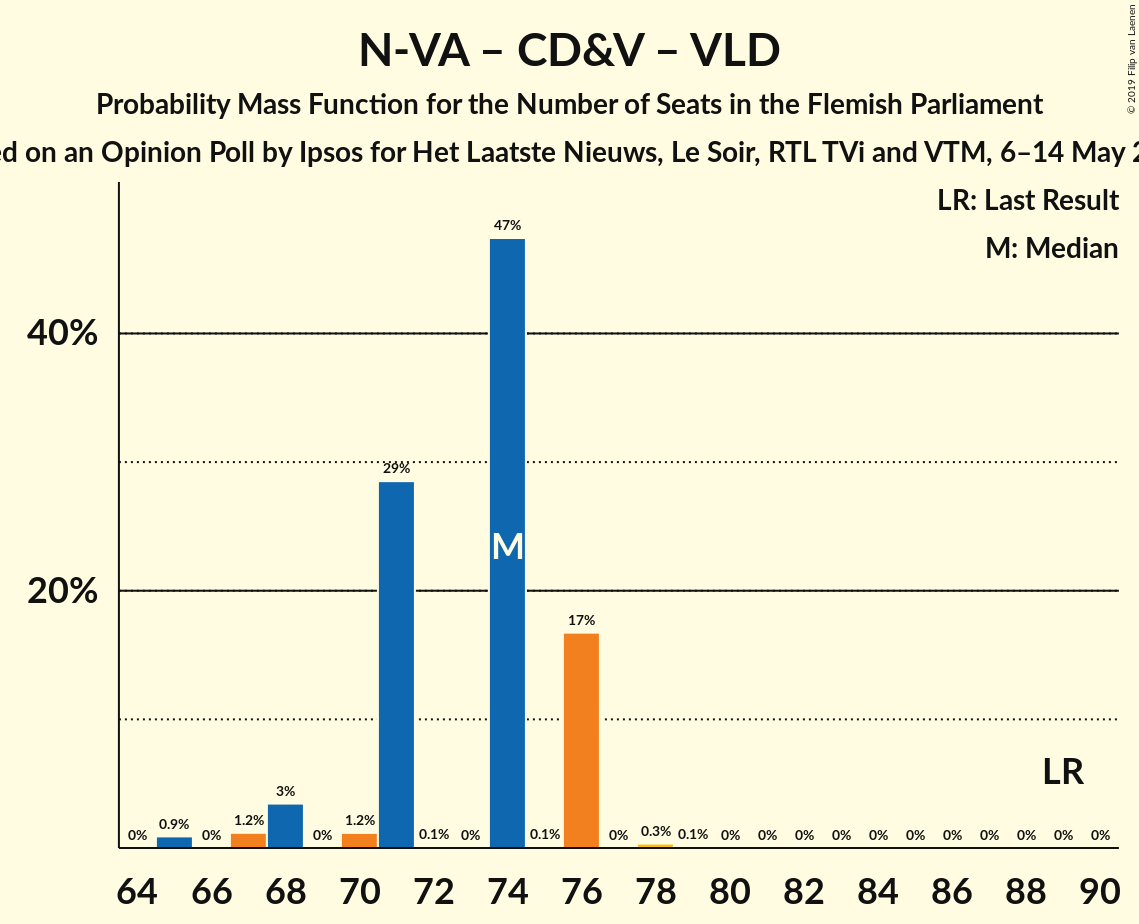 N-VA – CD&V – VLD
Probability Mass Function for the Number of Seats in the Flemish Parliament
on an Opinion Poll by Ipsos for Het Laatste Nieuws, Le Soir, RTL TVi and VTM, 6–14 May
© 2019 Filip van Laenen
LR: Last Result
M: Median
47%
40%
29%
M
20%
17%
LR
3%
0% 0.9% 0% 1.2% 0% 1.2% 0.1% 0% 0.1% 0% 0.3% 0.1% 0% 0% 0% 0% 0% 0% 0% 0% 0% 0% 0%
64 66 68 70 72 74 76 78 80 82 84 86 88 90